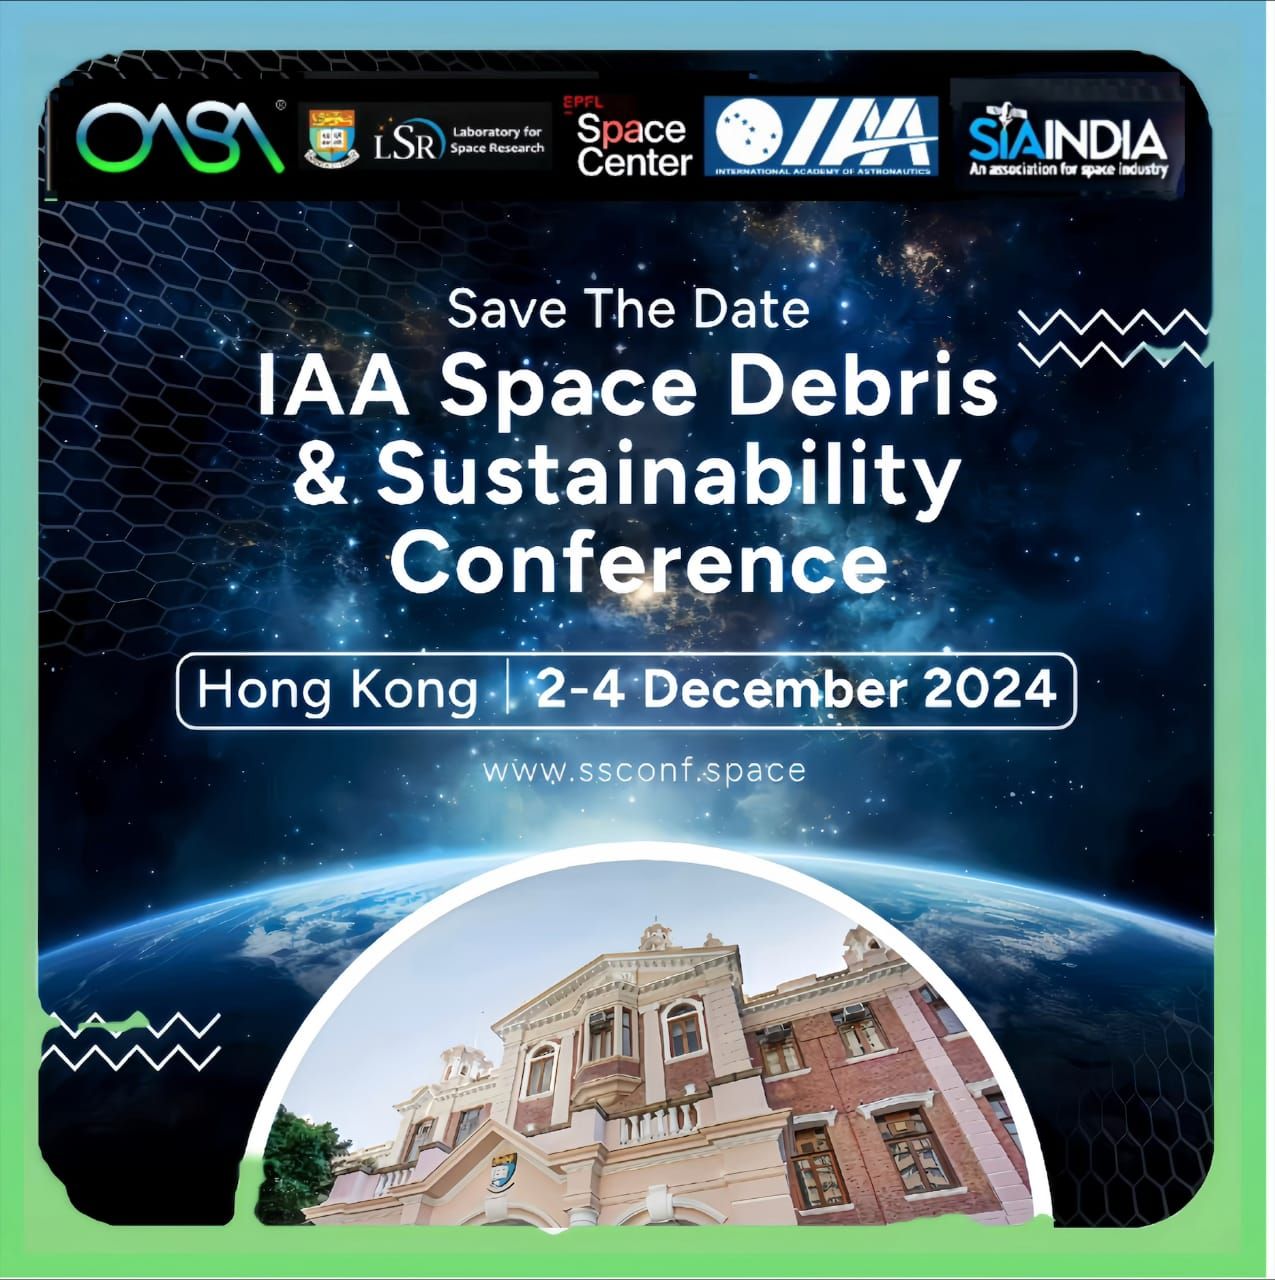 OASA ®
LSR
Laboratory for
Space Research
EPFL
Space
Center
IAA
INTERNATIONAL ACADEMY OF ASTRONAUTICS
SIAINDIA
An association for space industry
Save The Date
IAA Space Debris
& Sustainability
Conference
Hong Kong | 2-4 December 2024
www.ssconf.space